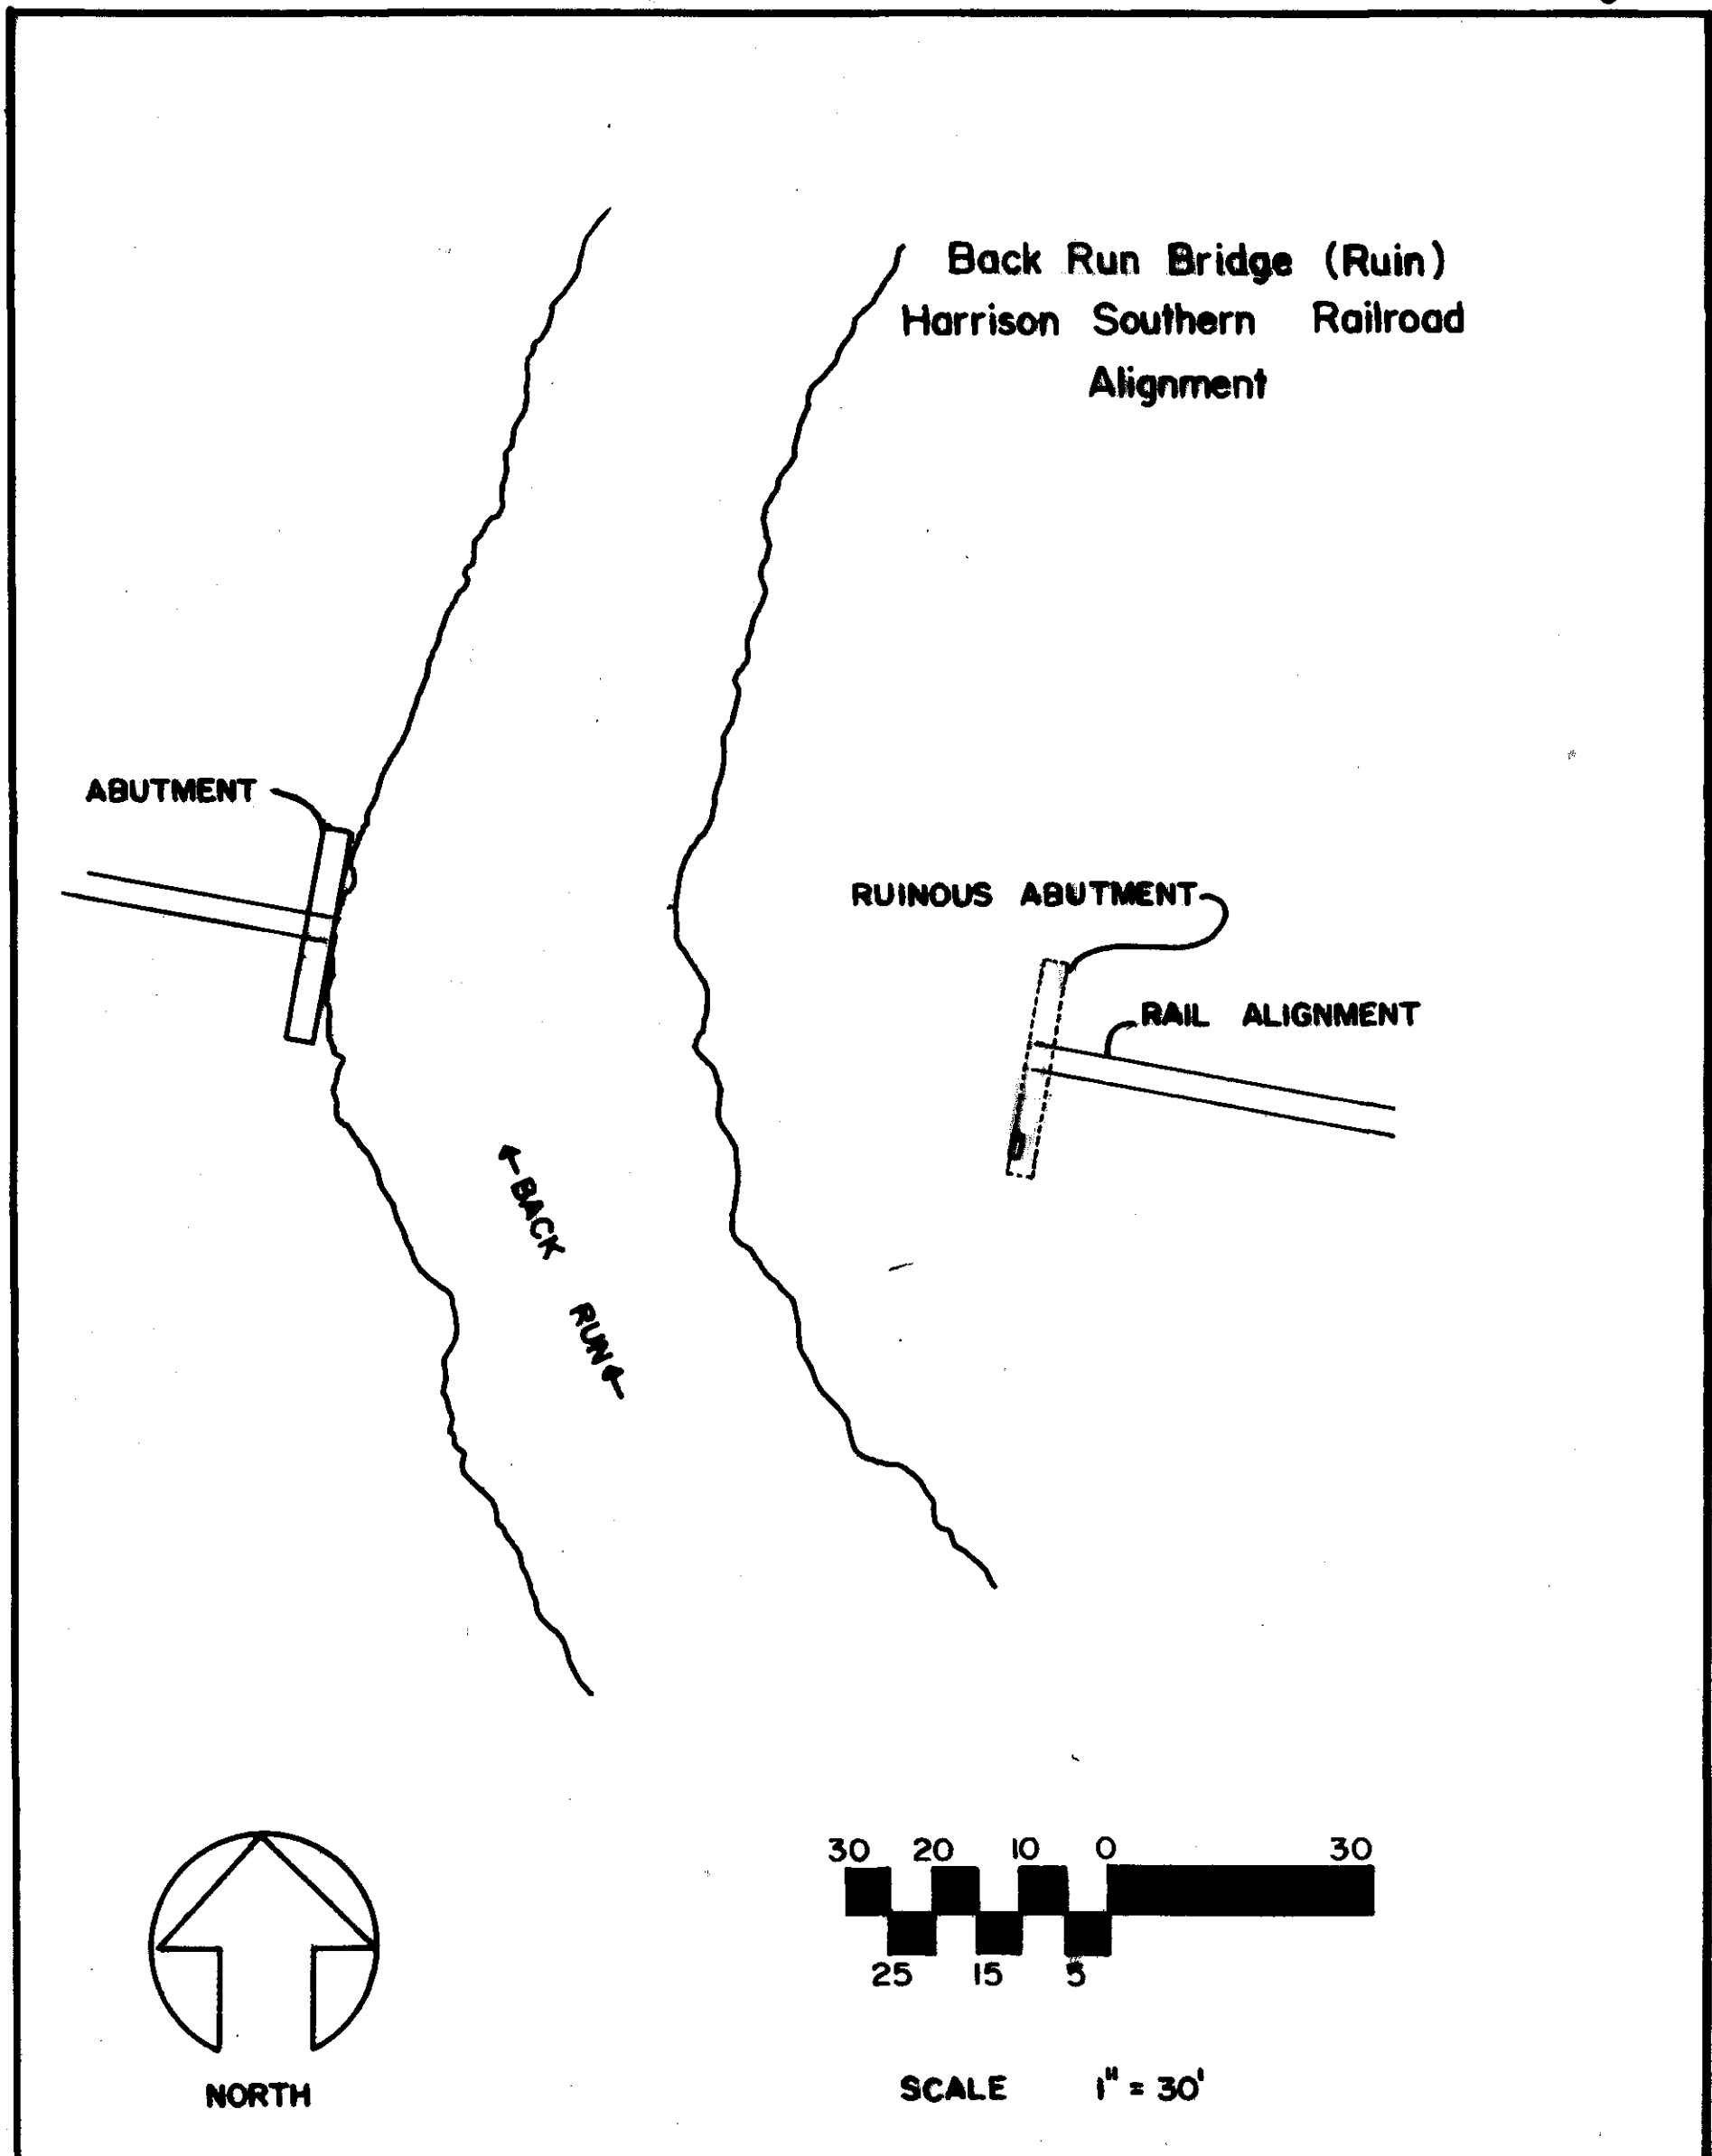 Back Run Bridge (Ruin)
Harrison Southern Railroad
Alignment
ABUTMENT
RUINOUS ABUTMENT
RAIL ALIGNMENT
BACK RUN
30 20 10 0 30
25 15 5
NORTH
SCALE 1" = 30'